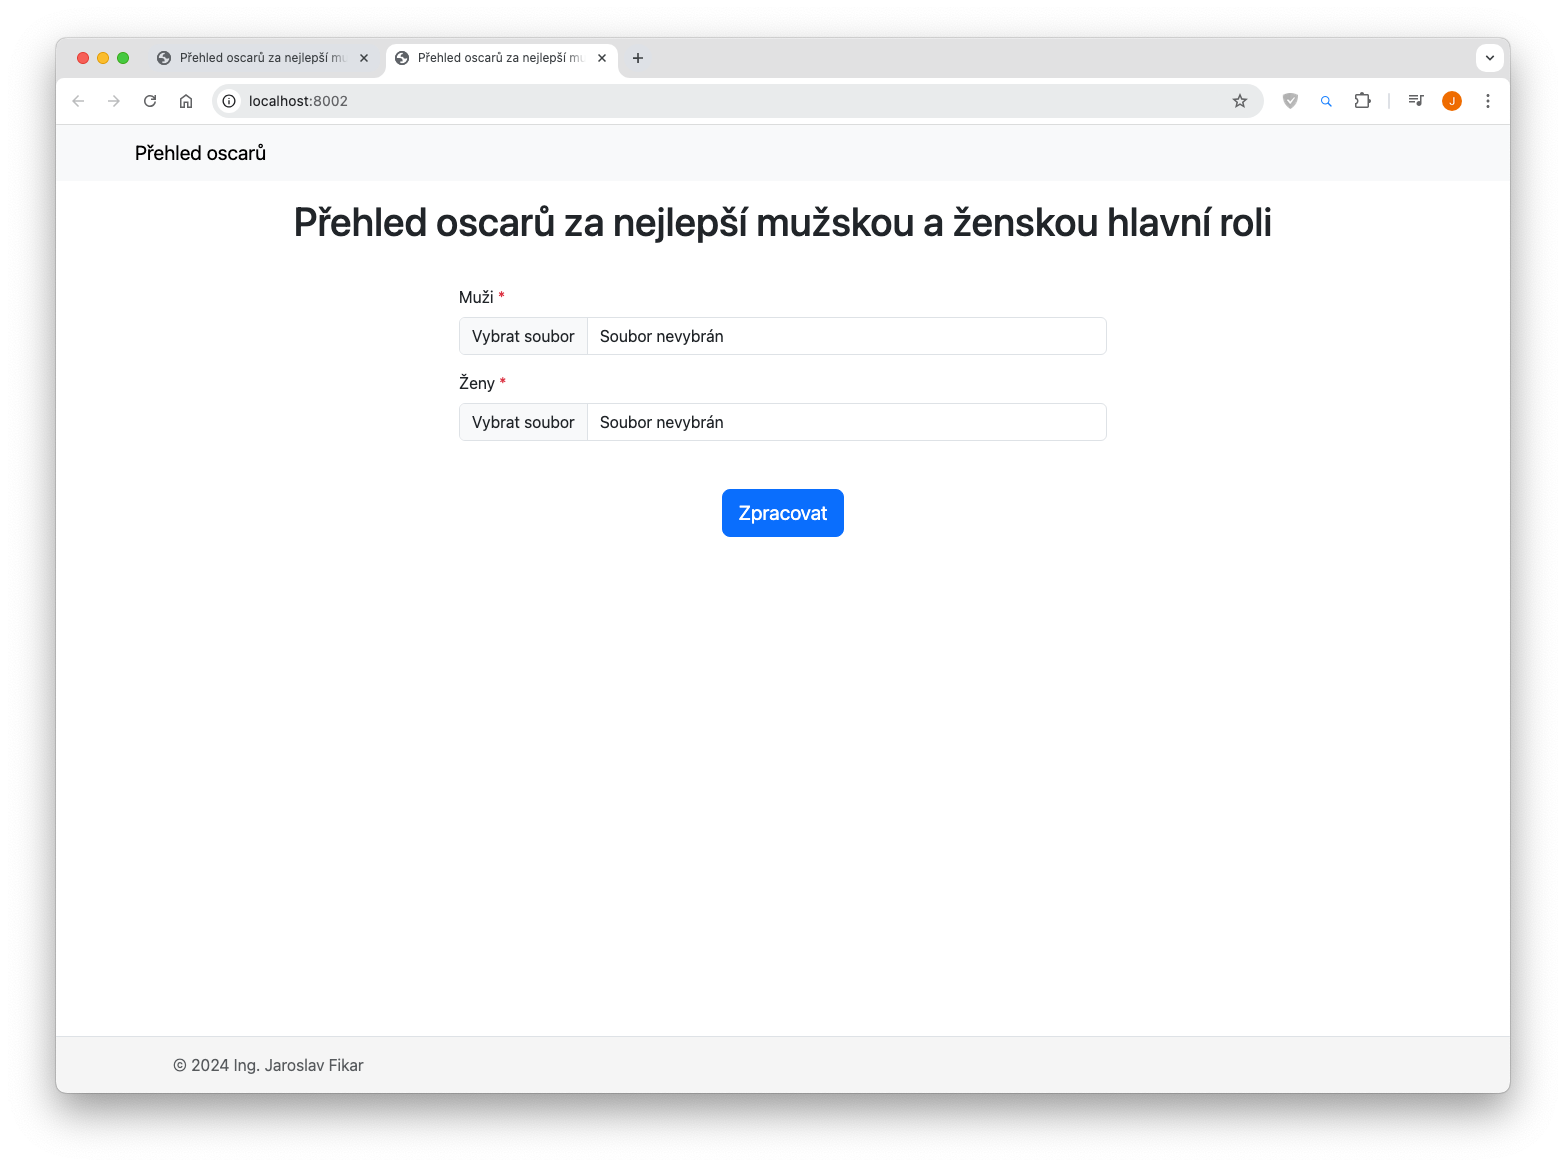 Přehled oscarů za nejlepší mu
Přehled oscarů za nejlepší mu
localhost:8002
J
Přehled oscarů
Přehled oscarů za nejlepší mužskou a ženskou hlavní roli
Muži *
Vybrat soubor Soubor nevybrán
Ženy *
Vybrat soubor Soubor nevybrán
Zpracovat
© 2024 Ing. Jaroslav Fikar